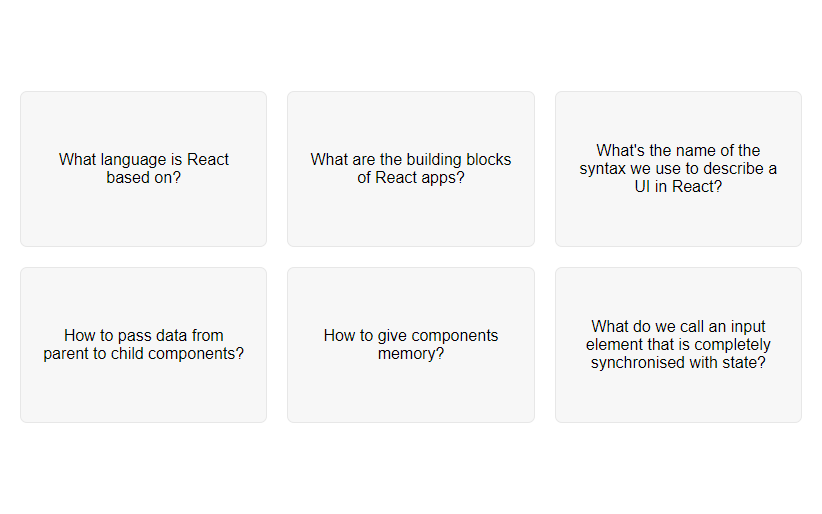 What language is React
based on?
What are the building blocks
of React apps?
What's the name of the
syntax we use to describe a
UI in React?
How to pass data from
parent to child components?
How to give components
memory?
What do we call an input
element that is completely
synchronised with state?